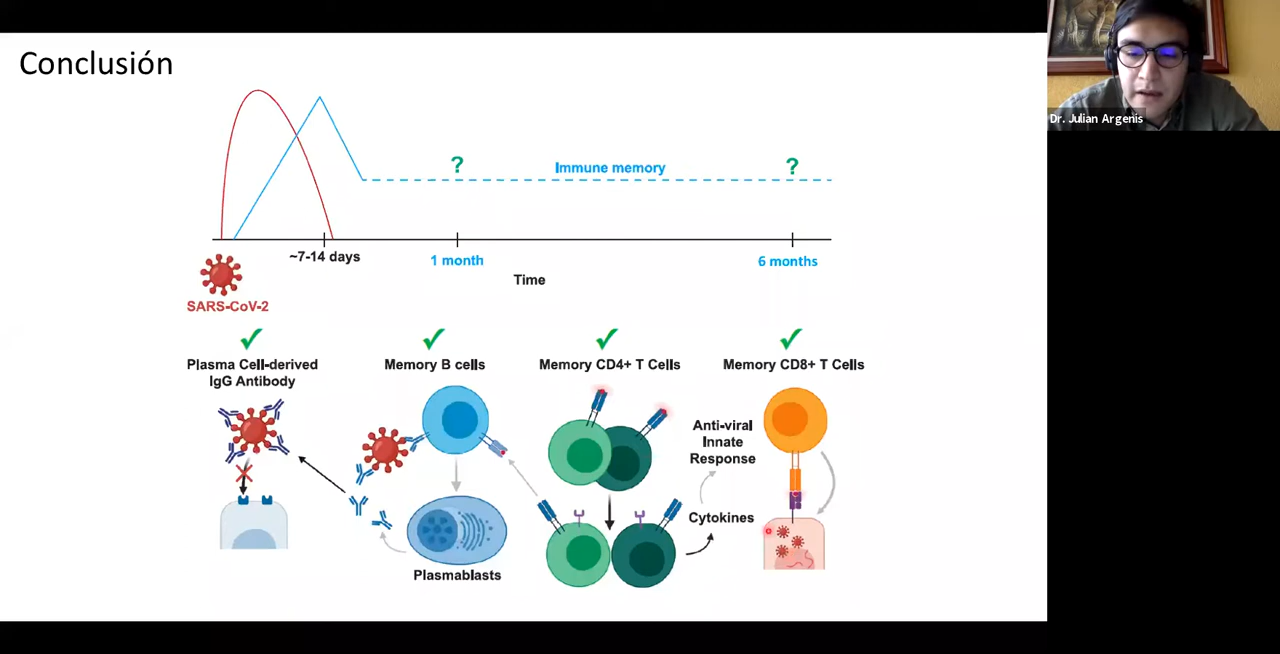 Conclusión
Dr. Julian Argenis
?
Immune memory
?
~7-14 days
1 month
6 months
Time
SARS-CoV-2
Plasma Cell-derived
IgG Antibody
Memory B cells
Memory CD4+ T Cells
Memory CD8+ T Cells
Anti-viral
Innate
Response
Cytokines
Plasmablasts